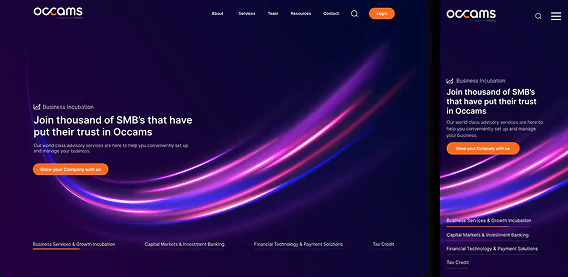 occams
About Services Team Resources Contact Login
Business Incubation
Join thousand of SMB's that have
put their trust in Occams
Our world class advisory services are here to help you conveniently set up
and manage your business.
Grow your Company with us
Business Services & Growth Incubation Capital Markets & Investment Banking Financial Technology & Payment Solutions Tax Credit
occams
Business Incubation
Join thousand of SMB's
that have put their trust
in Occams
Our world class advisory services are here to
help you conveniently set up and manage
your business.
Grow your Company with us
Business Services & Growth Incubation
Capital Markets & Investment Banking
Financial Technology & Payment Solutions
Tax Credit